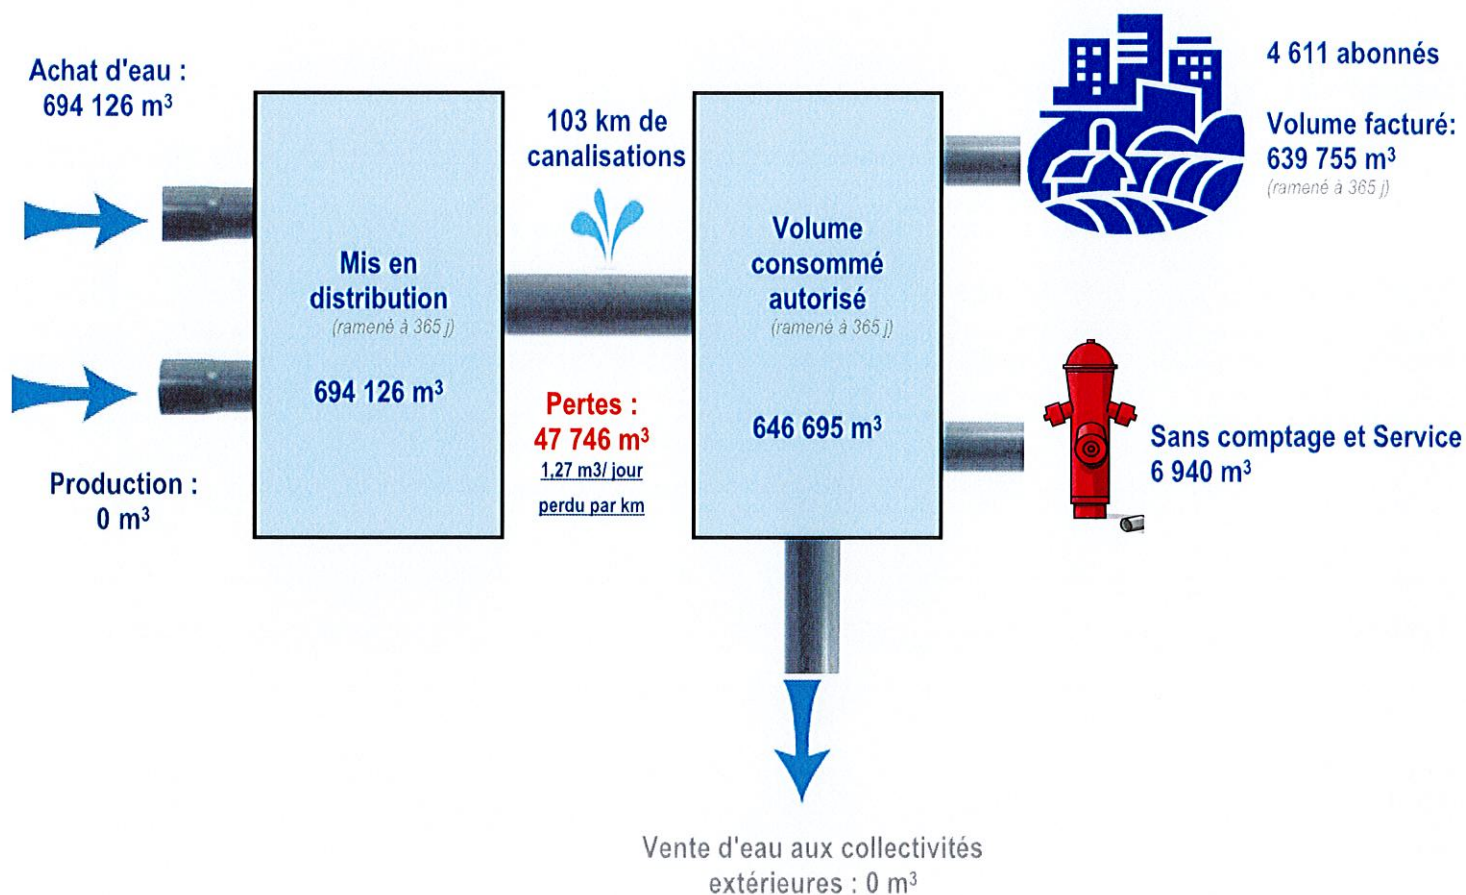 Achat d'eau :
694 126 m³
Production :
0 m³
Mis en
distribution
(ramené à 365 j)
694 126 m³
103 km de
canalisations
Pertes :
47 746 m³
1,27 m3/ jour
perdu par km
Volume
consommé
autorisé
(ramené à 365 j)
646 695 m³
4 611 abonnés
Volume facturé:
639 755 m³
(ramené à 365 j)
Sans comptage et Service
6 940 m³
Vente d'eau aux collectivités
extérieures : 0 m³